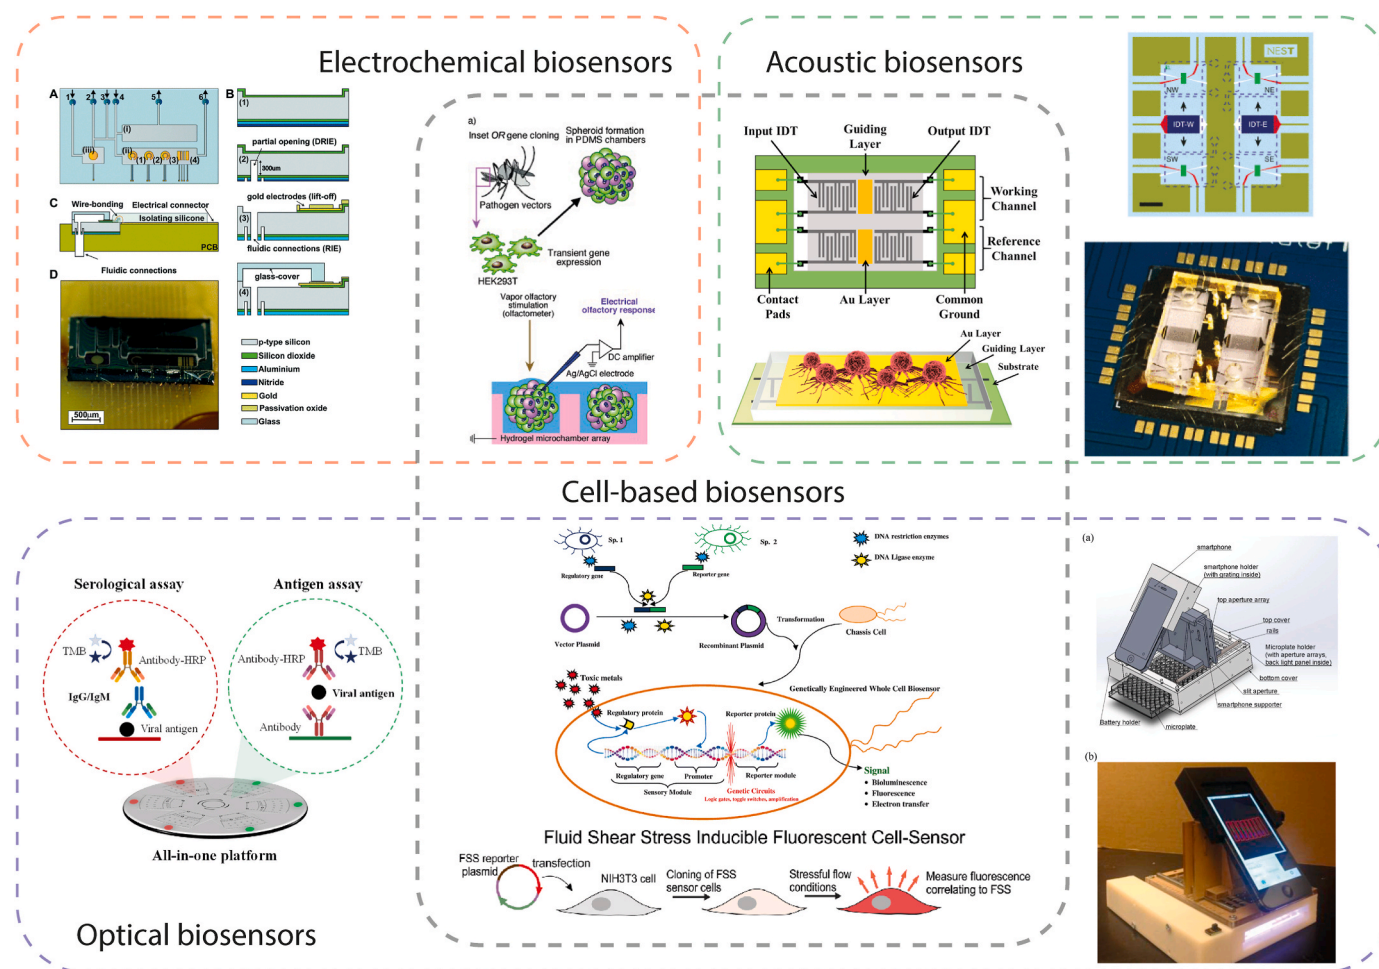 Electrochemical biosensors
A
1
2
3
4
5
6
(i)
(iii)
(ii)
(1)
(2)
(3)
(4)
B
(1)
partial opening (DRIE)
(2)
300um
gold electrodes (lift-off)
(3)
fluidic connections (RIE)
glass-cover
(4)
C
Wire-bonding
Electrical connector
Isolating silicone
PCB
Fluidic connections
D
500µm
p-type silicon
Silicon dioxide
Aluminium
Nitride
Gold
Passivation oxide
Glass
a)
Inset OR gene cloning
Spheroid formation
in PDMS chambers
Pathogen vectors
Transient gene
expression
HEK293T
Vapor olfactory
stimulation
(olfactometer)
Electrical
olfactory response
DC amplifier
Ag/AgCl electrode
Hydrogel microchamber array
Acoustic biosensors
Input IDT
Guiding
Layer
Output IDT
Working
Channel
Reference
Channel
Contact
Pads
Au Layer
Common
Ground
Au Layer
Guiding Layer
Substrate
NEST
NW
NE
IDT-W
IDT-E
SW
SE
Cell-based biosensors
Sp. 1
Sp. 2
DNA restriction enzymes
DNA Ligase enzyme
Regulatory gene
Reporter gene
Vector Plasmid
Recombinant Plasmid
Transformation
Chassis Cell
Toxic metals
Genetically Engineered Whole Cell Biosensor
Regulatory protein
Reporter protein
Regulatory gene
Promoter
Reporter module
Sensory Module
Genetic Circuits
Logic gates, toggle switches, amplification
Signal
• Bioluminescence
• Fluorescence
• Electron transfer
Fluid Shear Stress Inducible Fluorescent Cell-Sensor
FSS reporter
plasmid
transfection
NIH3T3 cell
Cloning of FSS
sensor cells
Stressful flow
conditions
Measure fluorescence
correlating to FSS
Serological assay
Antigen assay
TMB
Antibody-HRP
IgG/IgM
Viral antigen
Antibody-HRP
TMB
Viral antigen
Antibody
All-in-one platform
Optical biosensors
(a)
smartphone
smartphone holder
(with grating inside)
top aperture array
top cover
rails
Microplate holder
(with aperture arrays,
back light panel inside)
bottom cover
slit aperture
smartphone supporter
Battery holder
microplate
(b)